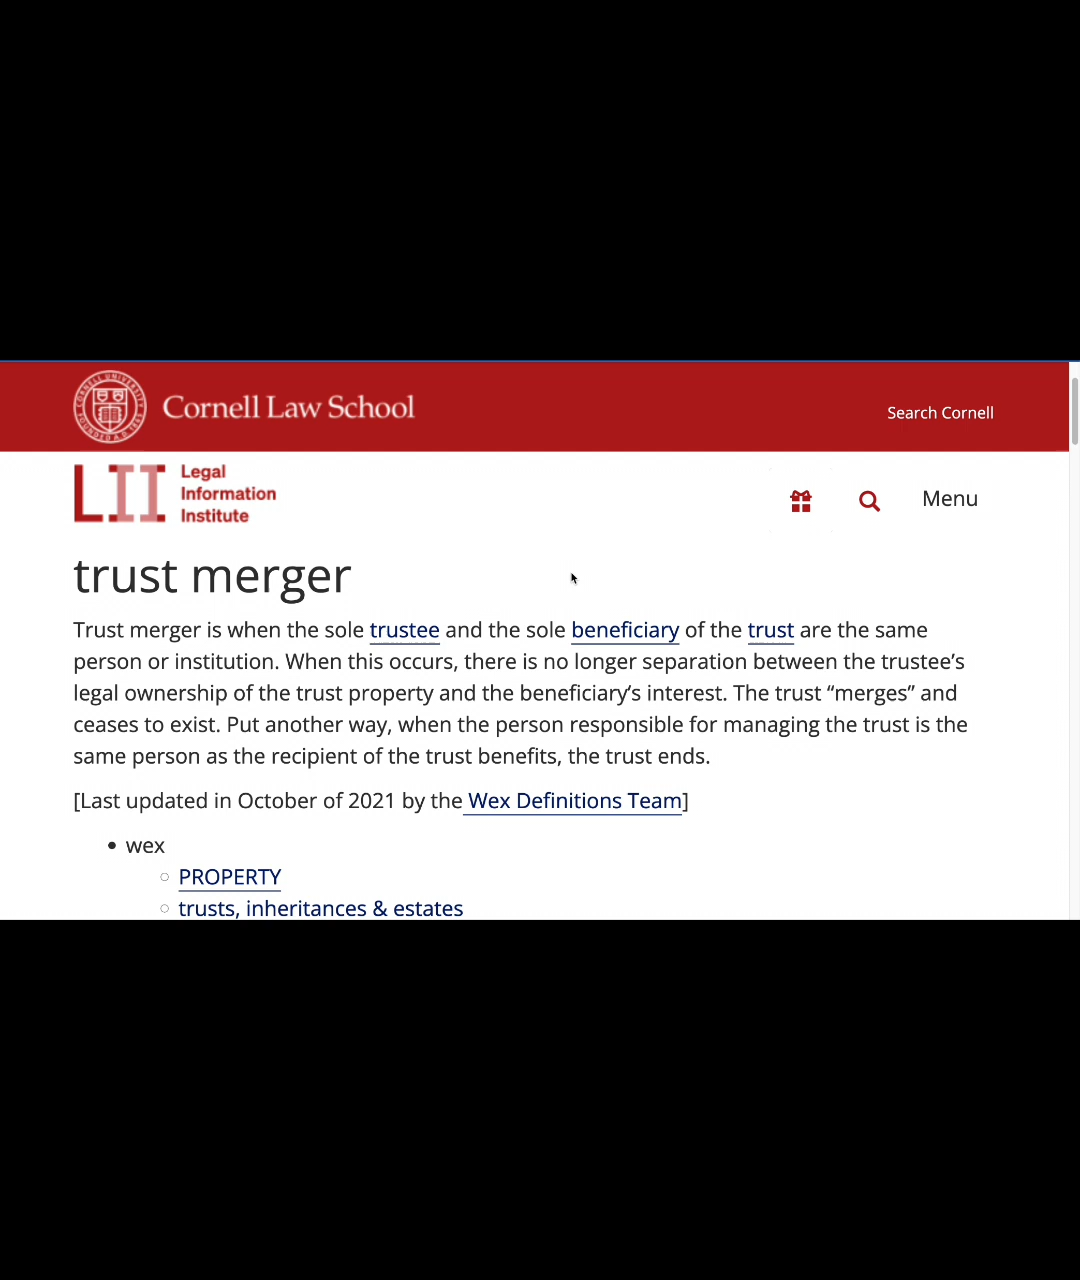 Cornell Law School
Search Cornell
LII
Legal
Information
Institute
Menu
trust merger
Trust merger is when the sole trustee and the sole beneficiary of the trust are the same
person or institution. When this occurs, there is no longer separation between the trustee’s
legal ownership of the trust property and the beneficiary’s interest. The trust “merges” and
ceases to exist. Put another way, when the person responsible for managing the trust is the
same person as the recipient of the trust benefits, the trust ends.
[Last updated in October of 2021 by the Wex Definitions Team]
• wex
○ PROPERTY
○ trusts, inheritances & estates